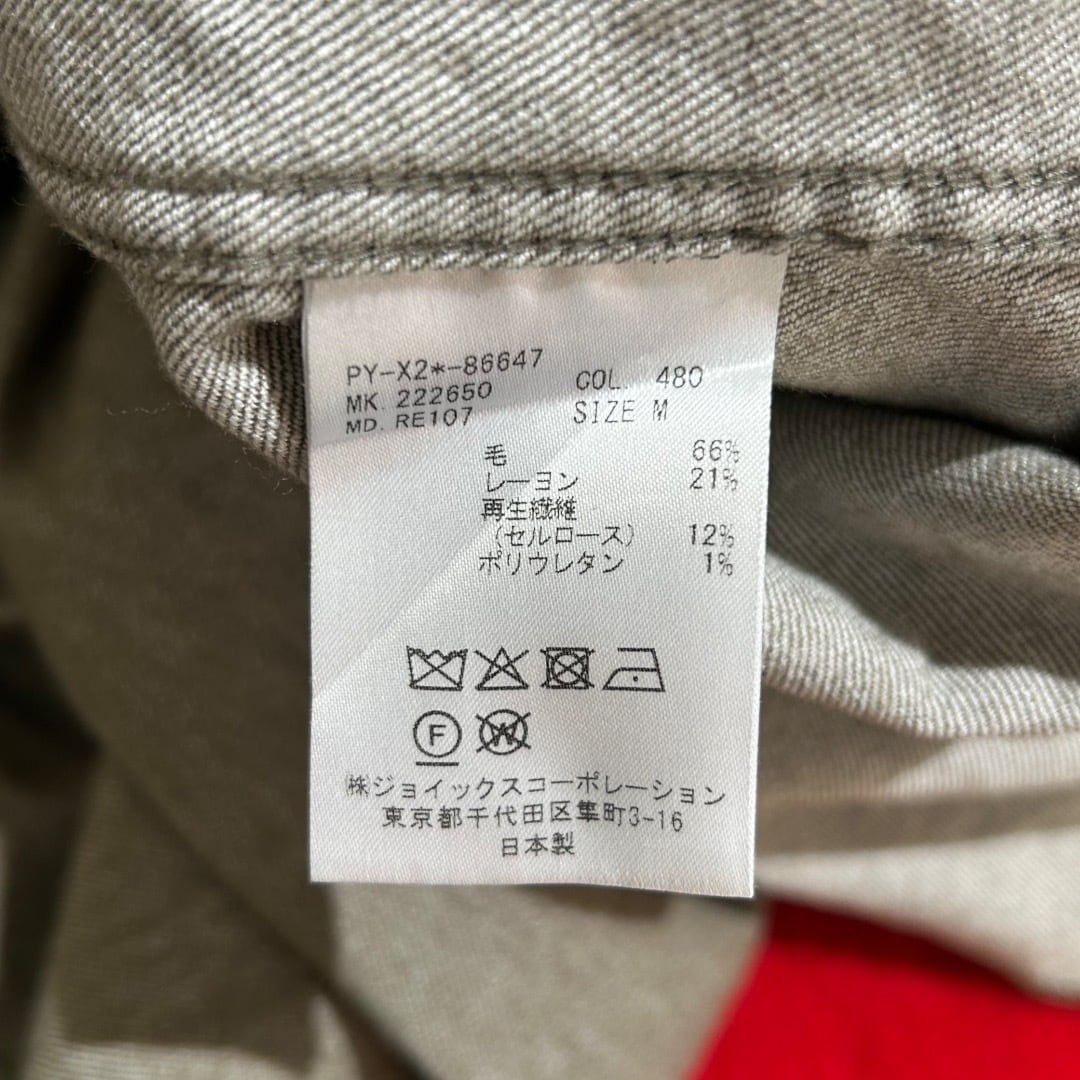 PY-X2*-86647
MK. 222650 COL. 480
MD. RE107 SIZE M
毛 66%
レーヨン 21%
再生繊維
(セルロース) 12%
ポリウレタン 1%
F W
㈱ジョイックスコーポレーション
東京都千代田区隼町3-16
日本製